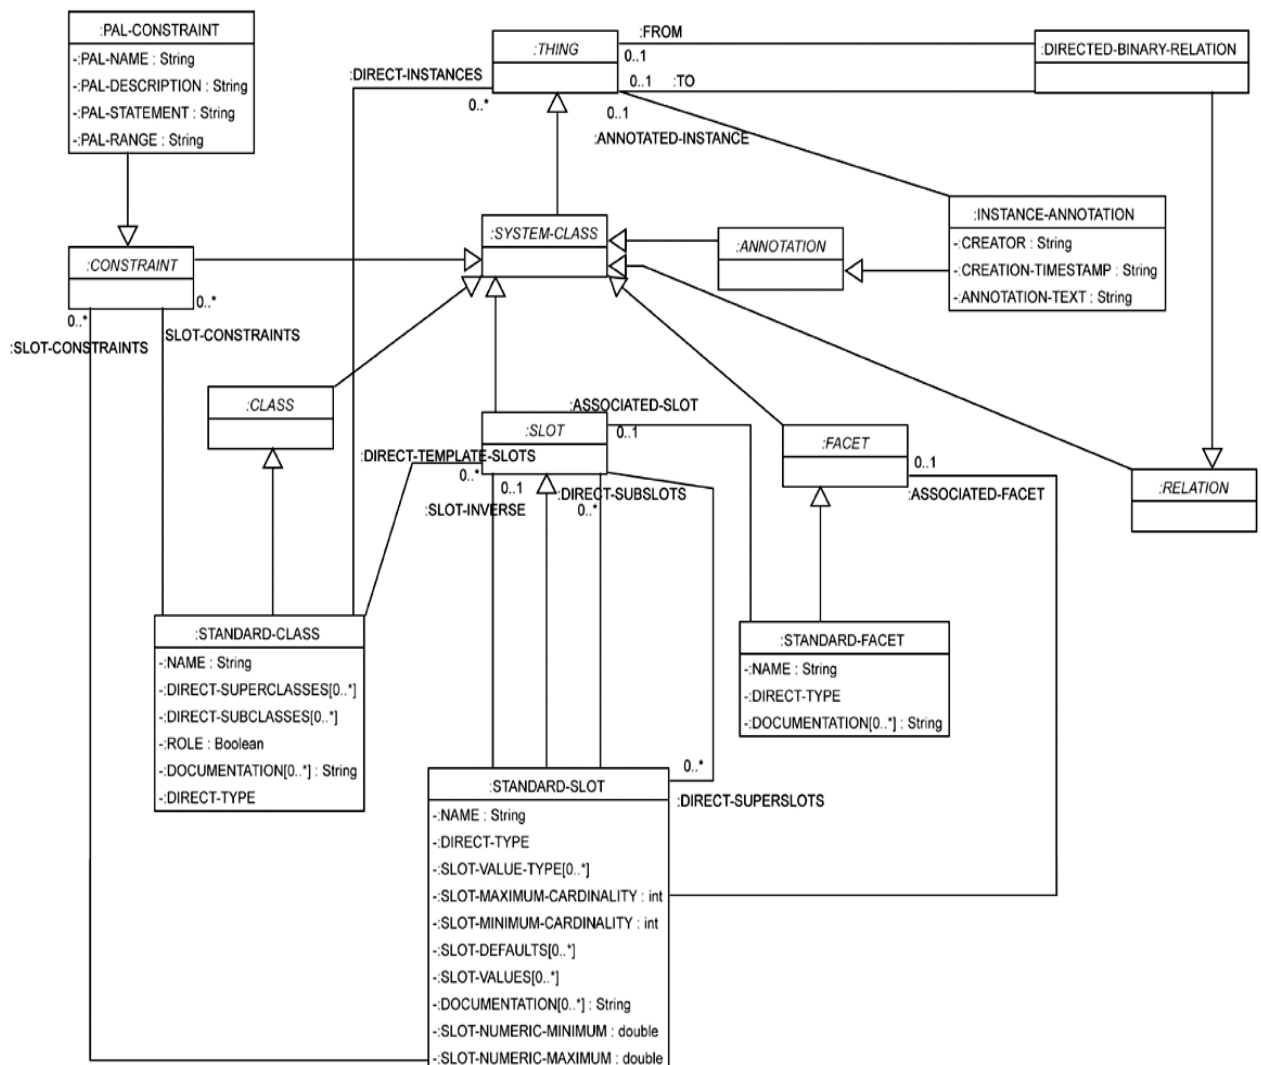 :PAL-CONSTRAINT
-:PAL-NAME : String
-:PAL-DESCRIPTION : String
-:PAL-STATEMENT : String
-:PAL-RANGE : String
:THING
:FROM
0..1
0..1 :TO
:DIRECTED-BINARY-RELATION
:DIRECT-INSTANCES
0..*
0..1
:ANNOTATED-INSTANCE
:INSTANCE-ANNOTATION
-:CREATOR : String
-:CREATION-TIMESTAMP : String
-:ANNOTATION-TEXT : String
:SYSTEM-CLASS
:ANNOTATION
:CONSTRAINT
0..*
0..*
SLOT-CONSTRAINTS
:SLOT-CONSTRAINTS
:CLASS
:ASSOCIATED-SLOT
:SLOT
0..1
:FACET
0..1
:ASSOCIATED-FACET
:RELATION
:DIRECT-TEMPLATE-SLOTS
0..*
0..1
:DIRECT-SUBSLOTS
:SLOT-INVERSE
0..*
:STANDARD-CLASS
-:NAME : String
-:DIRECT-SUPERCLASSES[0..*]
-:DIRECT-SUBCLASSES[0..*]
-:ROLE : Boolean
-:DOCUMENTATION[0..*] : String
-:DIRECT-TYPE
:STANDARD-FACET
-:NAME : String
-:DIRECT-TYPE
-:DOCUMENTATION[0..*] : String
0..*
:DIRECT-SUPERSLOTS
:STANDARD-SLOT
-:NAME : String
-:DIRECT-TYPE
-:SLOT-VALUE-TYPE[0..*]
-:SLOT-MAXIMUM-CARDINALITY : int
-:SLOT-MINIMUM-CARDINALITY : int
-:SLOT-DEFAULTS[0..*]
-:SLOT-VALUES[0..*]
-:DOCUMENTATION[0..*] : String
-:SLOT-NUMERIC-MINIMUM : double
-:SLOT-NUMERIC-MAXIMUM : double